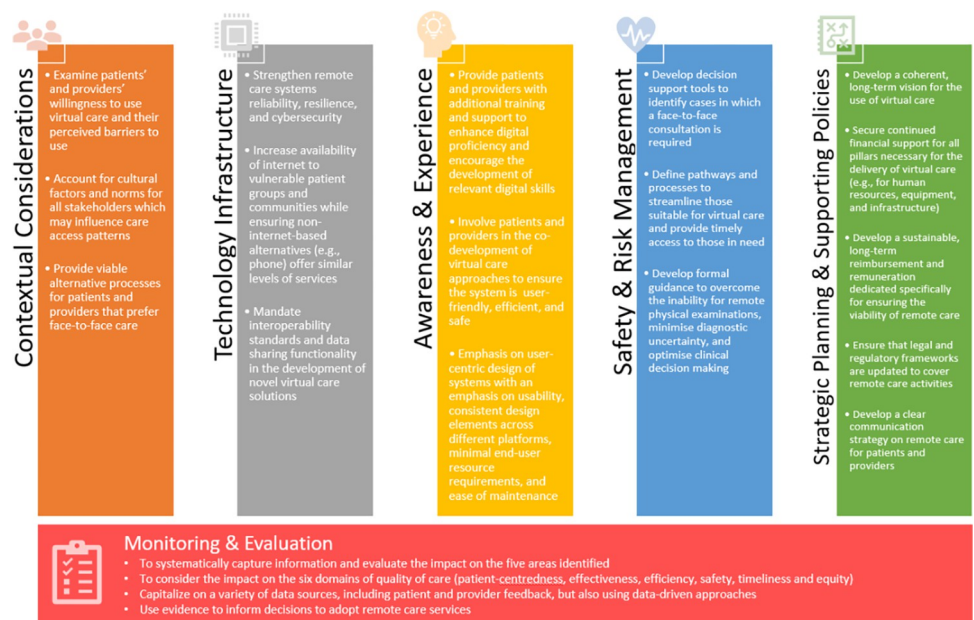 Contextual Considerations
• Examine patients'
and providers'
willingness to use
virtual care and their
perceived barriers to
use
• Account for cultural
factors and norms for
all stakeholders which
may influence care
access patterns
• Provide viable
alternative processes
for patients and
providers that prefer
face-to-face care
Technology Infrastructure
• Strengthen remote
care systems
reliability, resilience,
and cybersecurity
• Increase availability
of internet to
vulnerable patient
groups and
communities while
ensuring non-
internet-based
alternatives (e.g.,
phone) offer similar
levels of services
• Mandate
interoperability
standards and data
sharing functionality
in the development of
novel virtual care
solutions
Awareness & Experience
• Provide patients
and providers with
additional training
and support to
enhance digital
proficiency and
encourage the
development of
relevant digital skills
• Involve patients and
providers in the co-
development of
virtual care
approaches to ensure
the system is user-
friendly, efficient, and
safe
• Emphasis on user-
centric design of
systems with an
emphasis on usability,
consistent design
elements across
different platforms,
minimal end-user
resource
requirements, and
ease of maintenance
Safety & Risk Management
• Develop decision
support tools to
identify cases in which
a face-to-face
consultation is
required
• Define pathways and
processes to
streamline those
suitable for virtual care
and provide timely
access to those in need
• Develop formal
guidance to overcome
the inability for remote
physical examinations,
minimise diagnostic
uncertainty, and
optimise clinical
decision making
Strategic Planning & Supporting Policies
• Develop a coherent,
long-term vision for the
use of virtual care
• Secure continued
financial support for all
pillars necessary for the
delivery of virtual care
(e.g., for human
resources, equipment,
and infrastructure)
• Develop a sustainable,
long-term
reimbursement and
remuneration
dedicated specifically
for ensuring the
viability of remote care
• Ensure that legal and
regulatory frameworks
are updated to cover
remote care activities
• Develop a clear
communication
strategy on remote care
for patients and
providers
Monitoring & Evaluation
• To systematically capture information and evaluate the impact on the five areas identified
• To consider the impact on the six domains of quality of care (patient-centredness, effectiveness, efficiency, safety, timeliness and equity)
• Capitalize on a variety of data sources, including patient and provider feedback, but also using data-driven approaches
• Use evidence to inform decisions to adopt remote care services